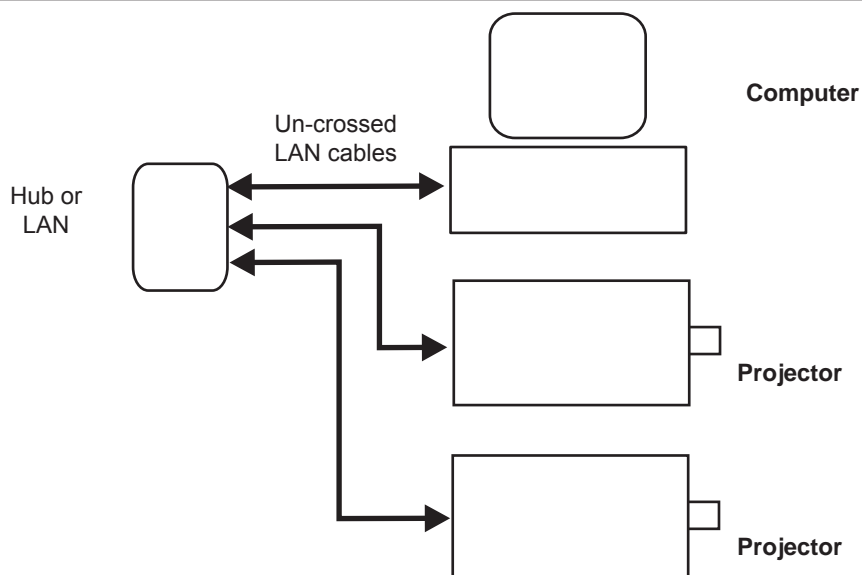 Computer
Un-crossed
LAN cables
Hub or
LAN
Projector
Projector